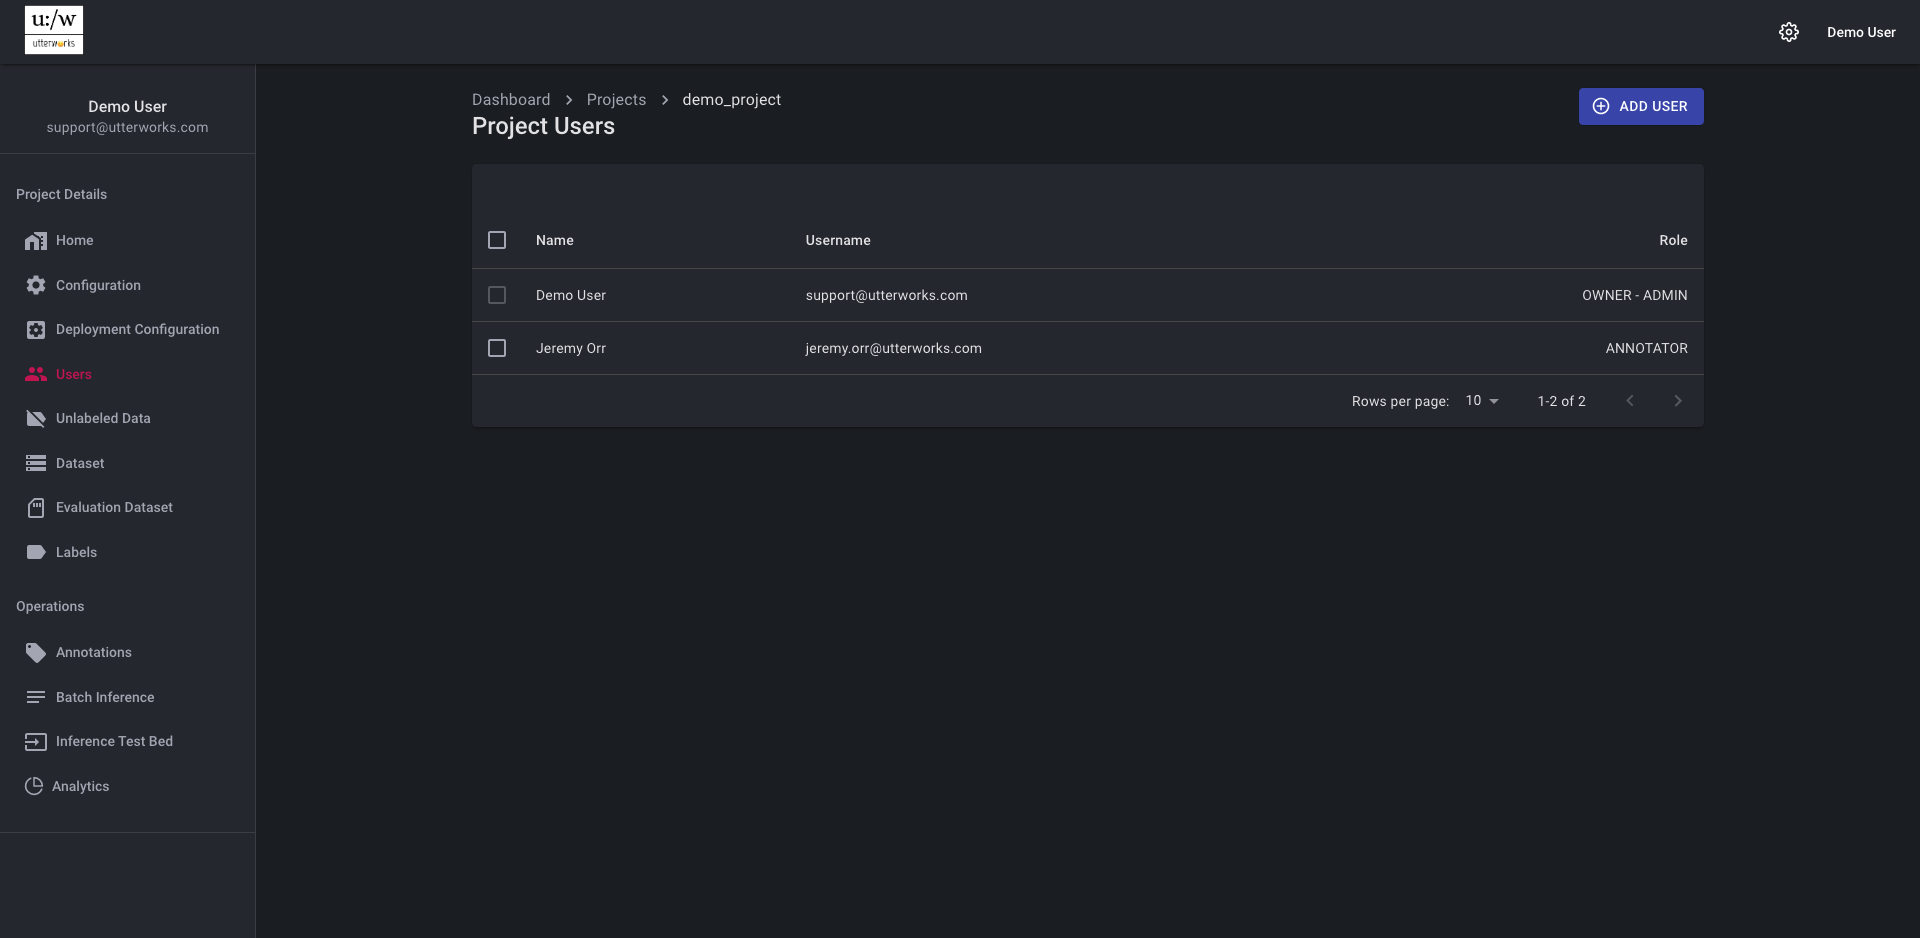 u:/w
utterworks
Demo User
Demo User
support@utterworks.com
Project Details
Home
Configuration
Deployment Configuration
Users
Unlabeled Data
Dataset
Evaluation Dataset
Labels
Operations
Annotations
Batch Inference
Inference Test Bed
Analytics
Dashboard > Projects > demo_project
Project Users
ADD USER
Name Username Role
Demo User support@utterworks.com OWNER - ADMIN
Jeremy Orr jeremy.orr@utterworks.com ANNOTATOR
Rows per page: 10 1-2 of 2